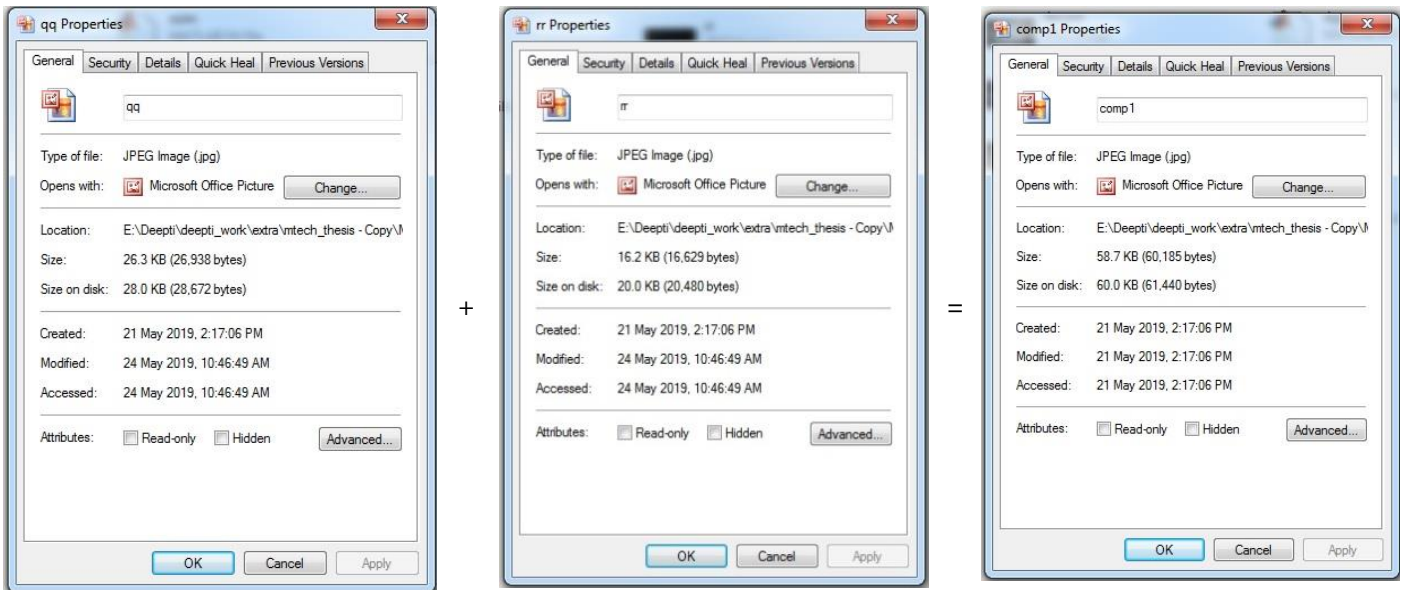 qq Properties
General Security Details Quick Heal Previous Versions
qq
Type of file: JPEG Image (.jpg)
Opens with: Microsoft Office Picture Change...
Location: E:\Deepti\deepti_work\extra\mtech_thesis - Copy\
Size: 26.3 KB (26,938 bytes)
Size on disk: 28.0 KB (28,672 bytes)
Created: 21 May 2019, 2:17:06 PM
Modified: 24 May 2019, 10:46:49 AM
Accessed: 24 May 2019, 10:46:49 AM
Attributes: Read-only Hidden Advanced...
OK Cancel Apply
+
rr Properties
General Security Details Quick Heal Previous Versions
rr
Type of file: JPEG Image (.jpg)
Opens with: Microsoft Office Picture Change...
Location: E:\Deepti\deepti_work\extra\mtech_thesis - Copy\
Size: 16.2 KB (16,629 bytes)
Size on disk: 20.0 KB (20,480 bytes)
Created: 21 May 2019, 2:17:06 PM
Modified: 24 May 2019, 10:46:49 AM
Accessed: 24 May 2019, 10:46:49 AM
Attributes: Read-only Hidden Advanced...
OK Cancel Apply
=
comp1 Properties
General Security Details Quick Heal Previous Versions
comp1
Type of file: JPEG Image (.jpg)
Opens with: Microsoft Office Picture Change...
Location: E:\Deepti\deepti_work\extra\mtech_thesis - Copy\
Size: 58.7 KB (60,185 bytes)
Size on disk: 60.0 KB (61,440 bytes)
Created: 21 May 2019, 2:17:06 PM
Modified: 21 May 2019, 2:17:06 PM
Accessed: 21 May 2019, 2:17:06 PM
Attributes: Read-only Hidden Advanced...
OK Cancel Apply